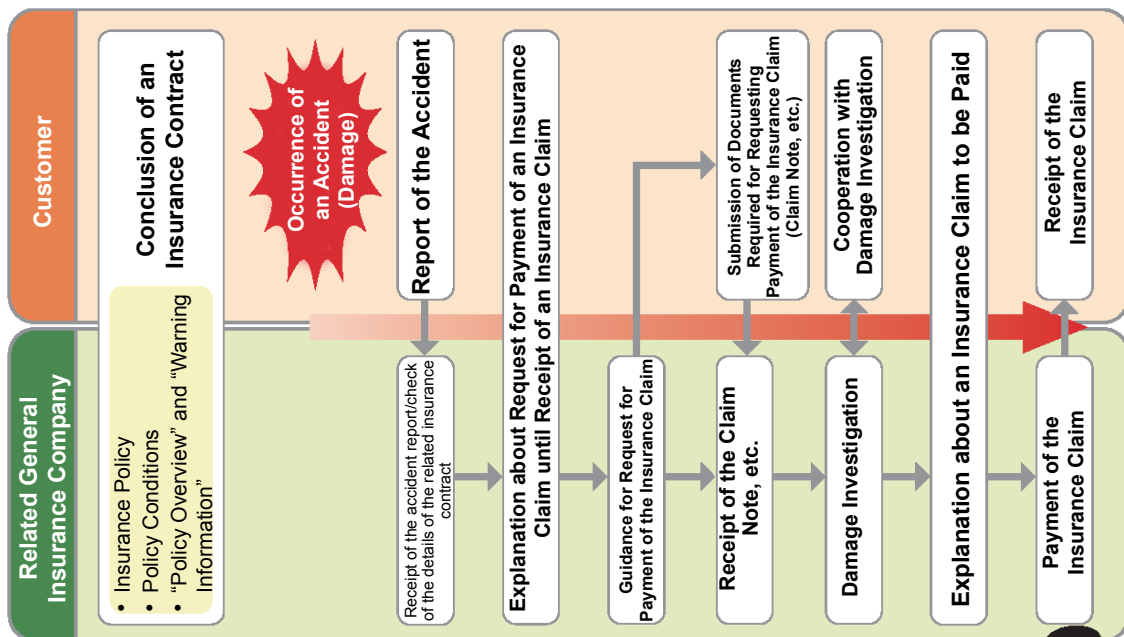 Related General
Insurance Company
Customer
• Insurance Policy
• Policy Conditions
• “Policy Overview” and “Warning
Information”
Conclusion of an
Insurance Contract
Occurrence of
an Accident
(Damage)
Report of the Accident
Receipt of the accident report/check
of the details of the related insurance
contract
Explanation about Request for Payment of an Insurance
Claim until Receipt of an Insurance Claim
Guidance for Request for
Payment of the Insurance Claim
Submission of Documents
Required for Requesting
Payment of the Insurance Claim
(Claim Note, etc.)
Receipt of the Claim
Note, etc.
Damage Investigation
Cooperation with
Damage Investigation
Explanation about an Insurance Claim to be Paid
Payment of the
Insurance Claim
Receipt of the
Insurance Claim